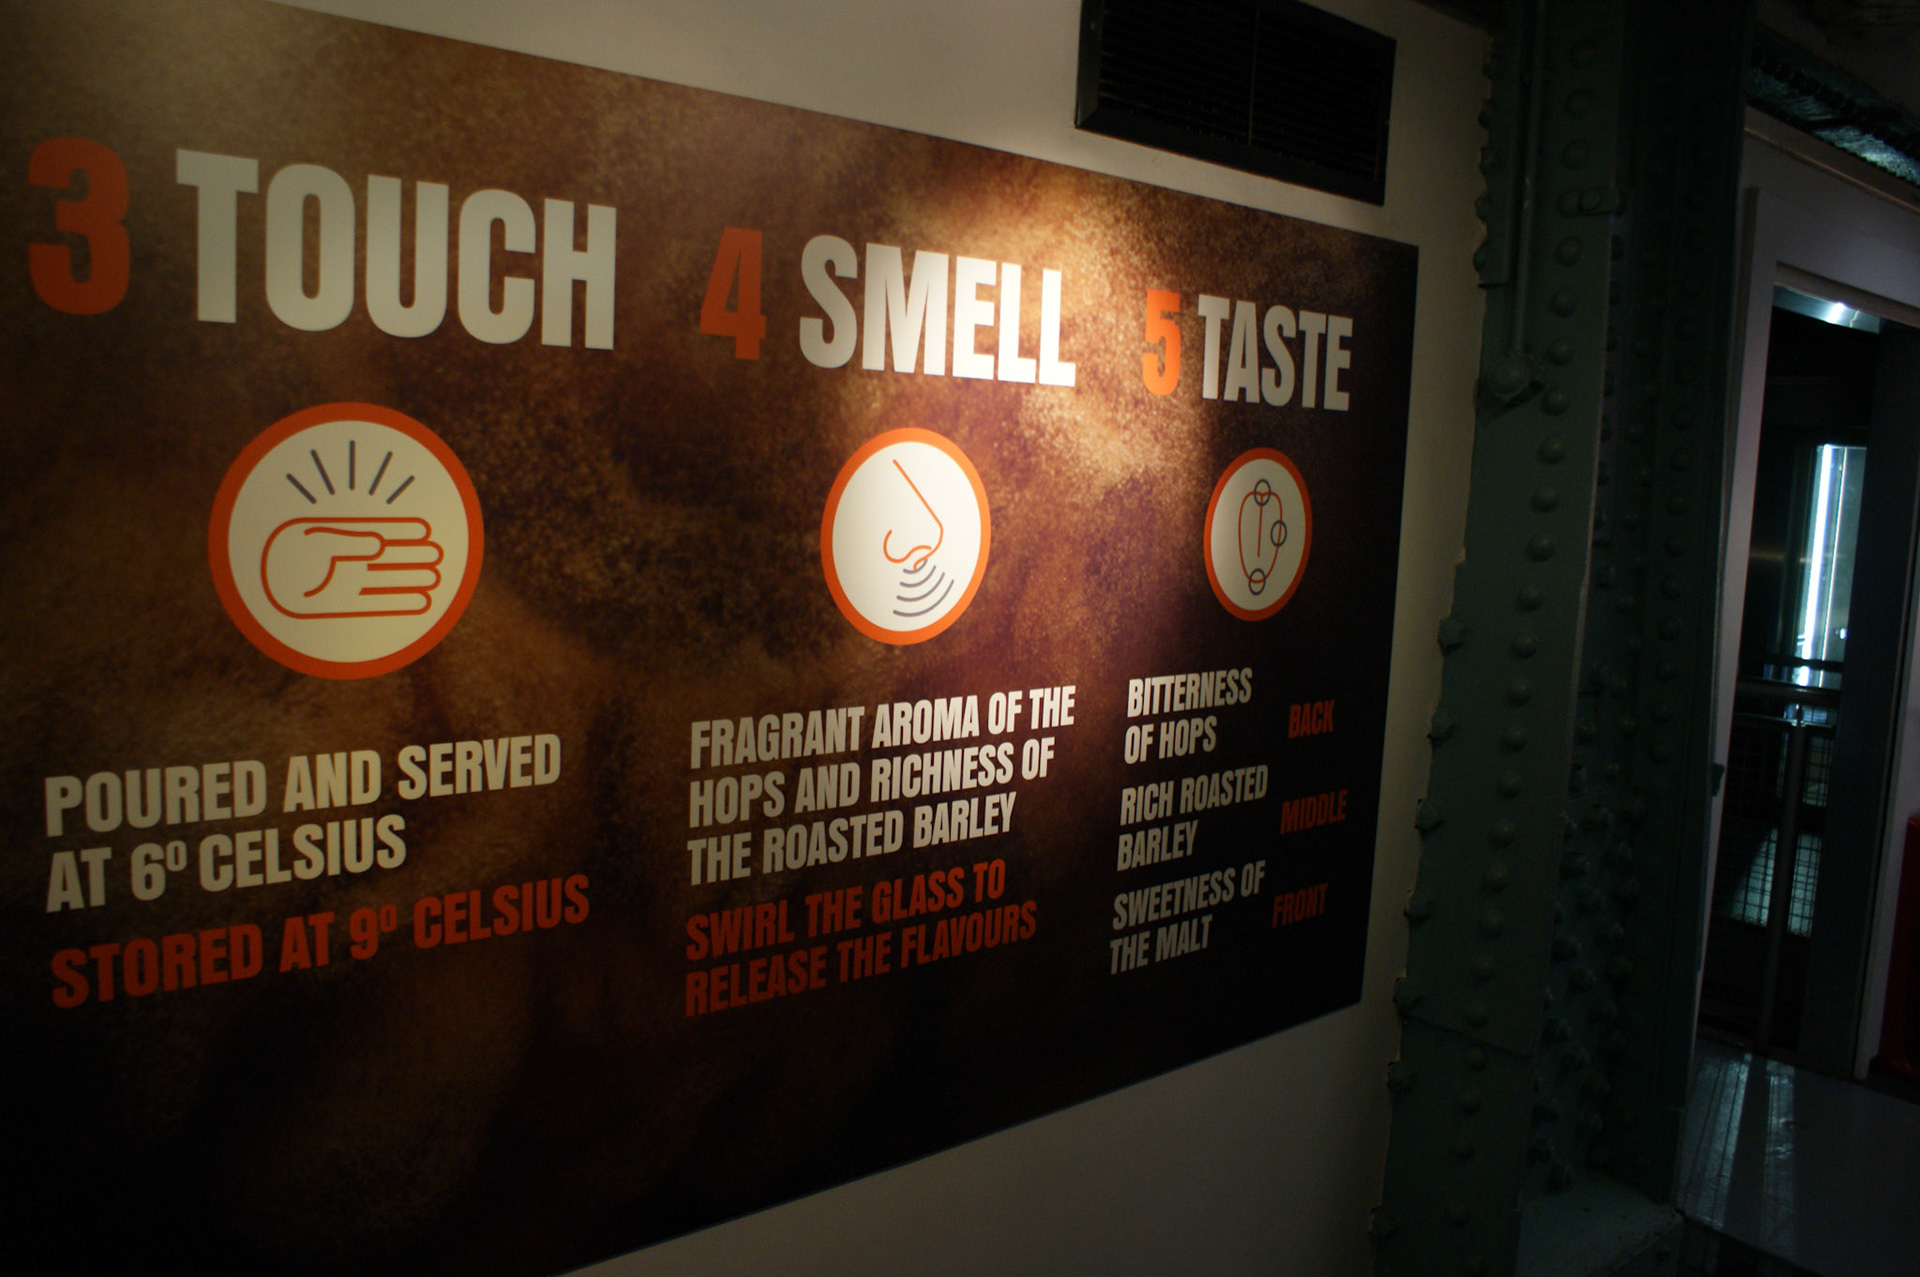 3 TOUCH
POURED AND SERVED
AT 6º CELSIUS
STORED AT 9º CELSIUS
4 SMELL
FRAGRANT AROMA OF THE
HOPS AND RICHNESS OF
THE ROASTED BARLEY
SWIRL THE GLASS TO
RELEASE THE FLAVOURS
5 TASTE
BITTERNESS
OF HOPS
BACK
RICH ROASTED
BARLEY
MIDDLE
SWEETNESS OF
THE MALT
FRONT